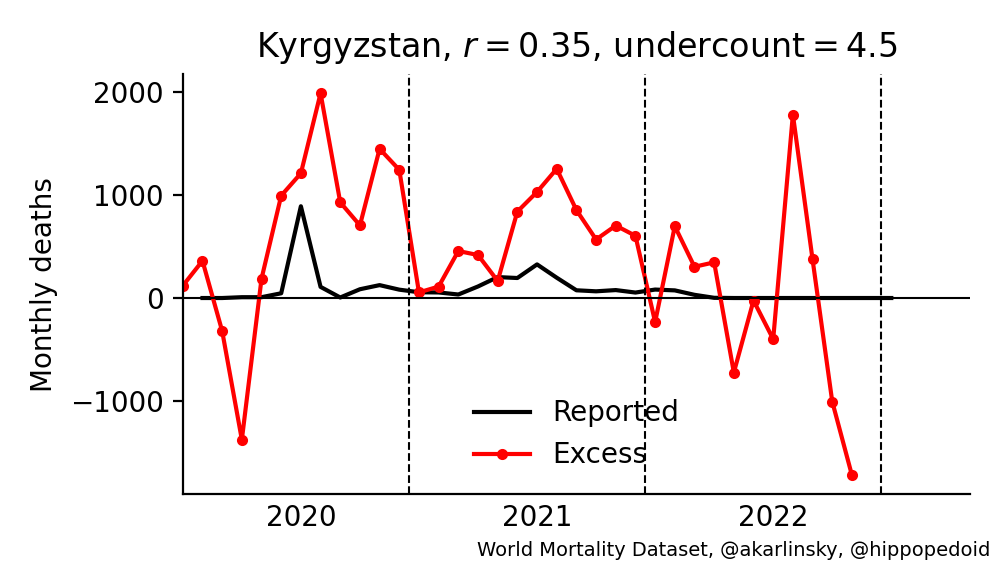 Kyrgyzstan, r = 0.35, undercount = 4.5
Monthly deaths
2000
1000
0
−1000
Reported
Excess
2020 2021 2022
World Mortality Dataset, @akarlinsky, @hippopedoid